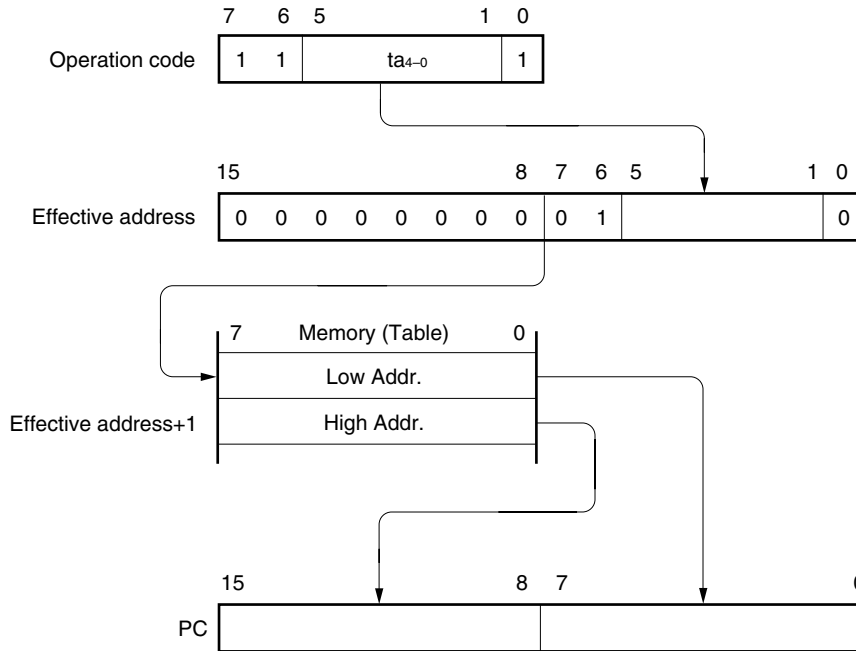 7 6 5 1 0
Operation code 1 1 ta4–0 1
15 8 7 6 5 1 0
Effective address 0 0 0 0 0 0 0 0 0 1 0
7 Memory (Table) 0
Low Addr.
Effective address+1 High Addr.
15 8 7
PC